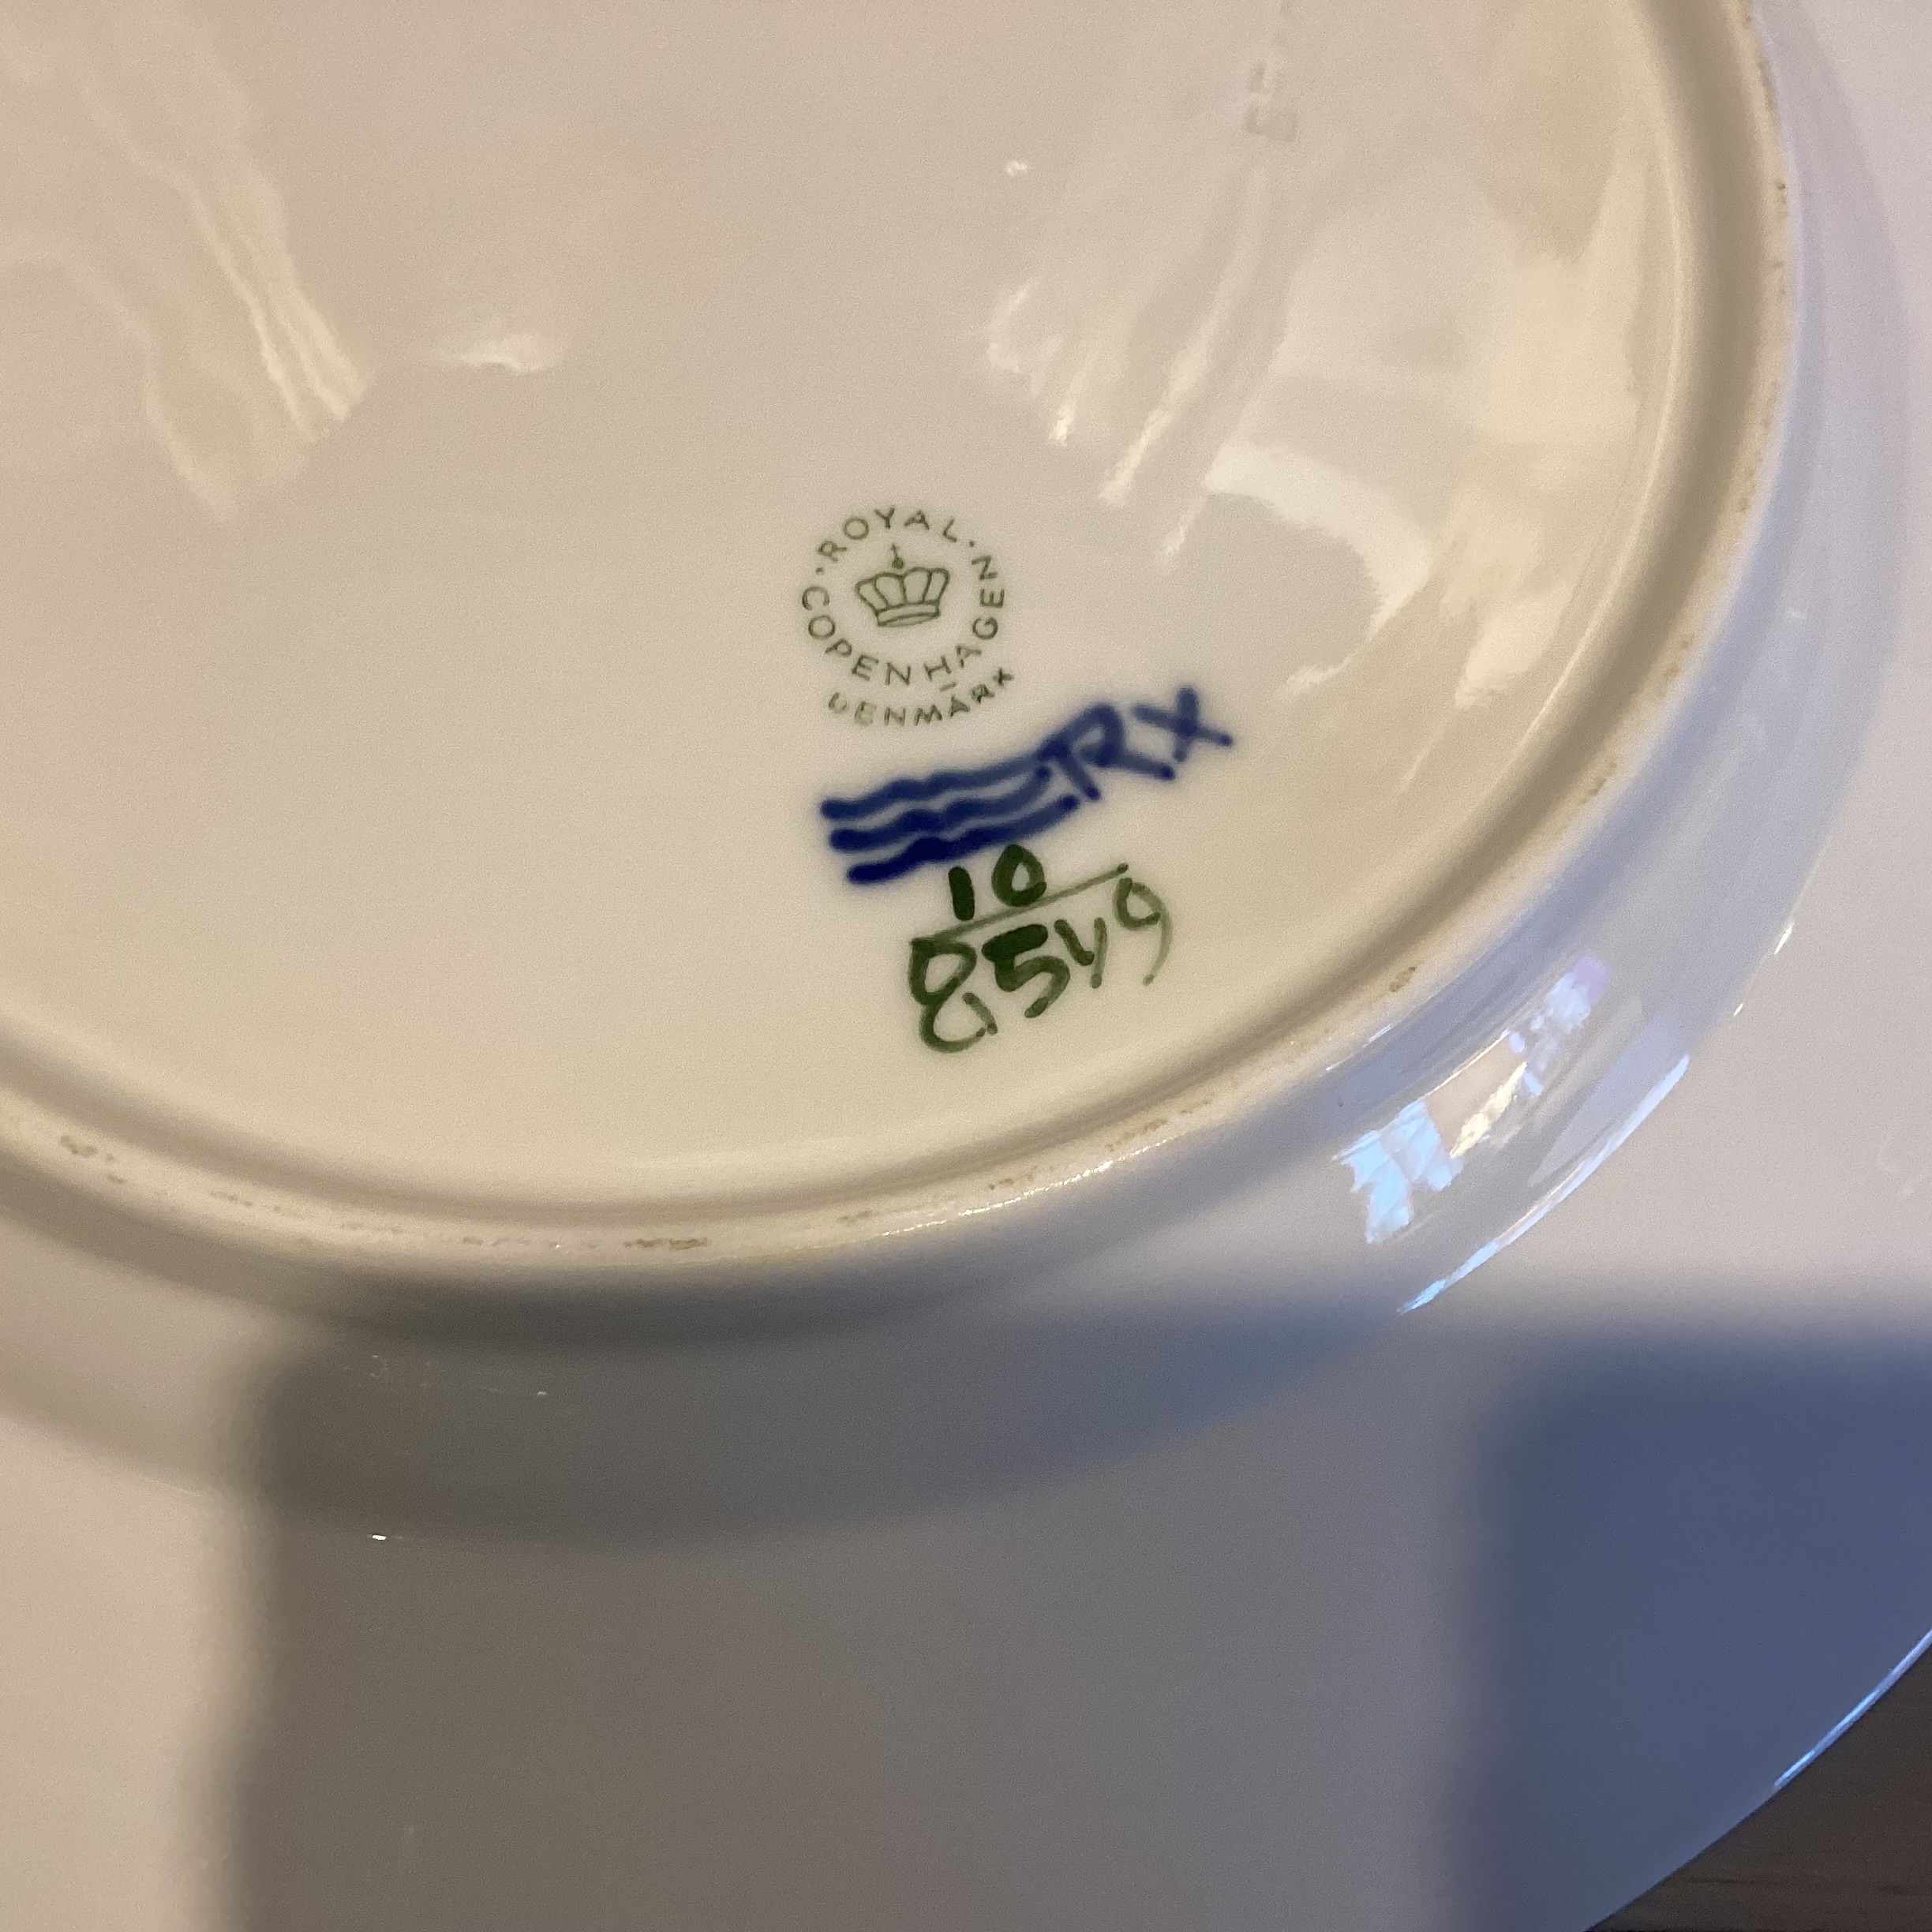 ·ROYAL·
COPENHAGEN
DENMARK
RX
10
8549